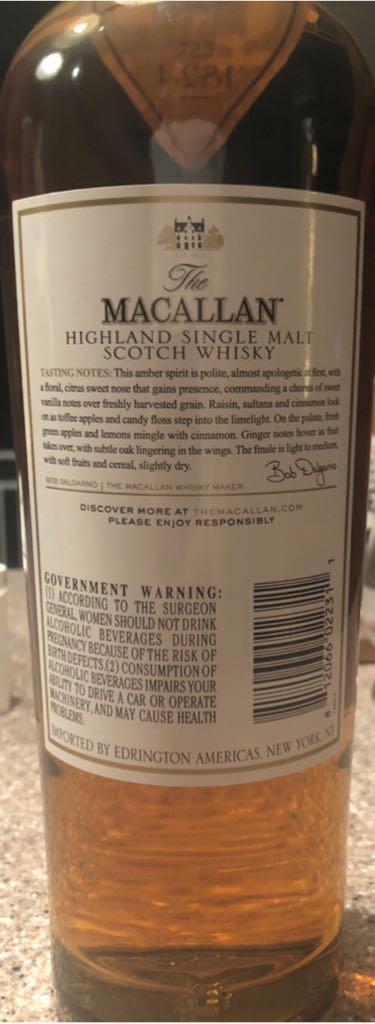 EST.
1824
The
MACALLAN
HIGHLAND SINGLE MALT
SCOTCH WHISKY
TASTING NOTES: This amber spirit is polite, almost apologetic at first, with
a floral, citrus sweet nose that gains presence, commanding a chorus of sweet
vanilla notes over freshly harvested grain. Raisin, sultana and cinnamon look
on as toffee apples and candy floss step into the limelight. On the palate, fresh
green apples and lemons mingle with cinnamon. Ginger notes hover as fruit
takes over, with subtle oak lingering in the wings. The finale is light to medium,
with soft fruits and cereal, slightly dry.
Bob Dalgarno
BOB DALGARNO | THE MACALLAN WHISKY MAKER
DISCOVER MORE AT THEMACALLAN.COM
PLEASE ENJOY RESPONSIBLY
GOVERNMENT WARNING:
(1) ACCORDING TO THE SURGEON
GENERAL, WOMEN SHOULD NOT DRINK
ALCOHOLIC BEVERAGES DURING
PREGNANCY BECAUSE OF THE RISK OF
BIRTH DEFECTS.(2) CONSUMPTION OF
ALCOHOLIC BEVERAGES IMPAIRS YOUR
ABILITY TO DRIVE A CAR OR OPERATE
MACHINERY, AND MAY CAUSE HEALTH
PROBLEMS.
8 12066 02231 1
IMPORTED BY EDRINGTON AMERICAS, NEW YORK, NY